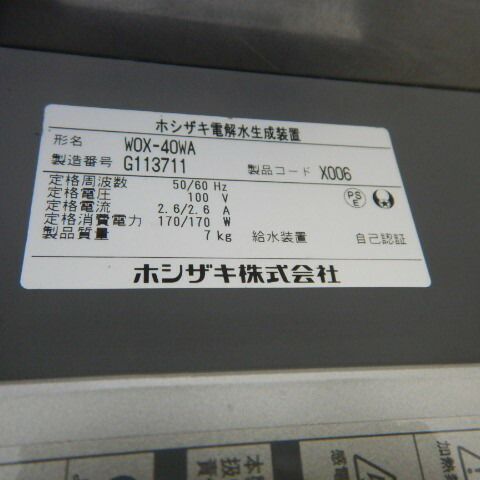 ホシザキ電解水生成装置
形名 WOX-40WA
製造番号 G113711 製品コード X006
定格周波数 50/60 Hz
定格電圧 100 V
定格電流 2.6/2.6 A
定格消費電力 170/170 W
製品質量 7 kg 給水装置 自己認証
PSE
ホシザキ株式会社